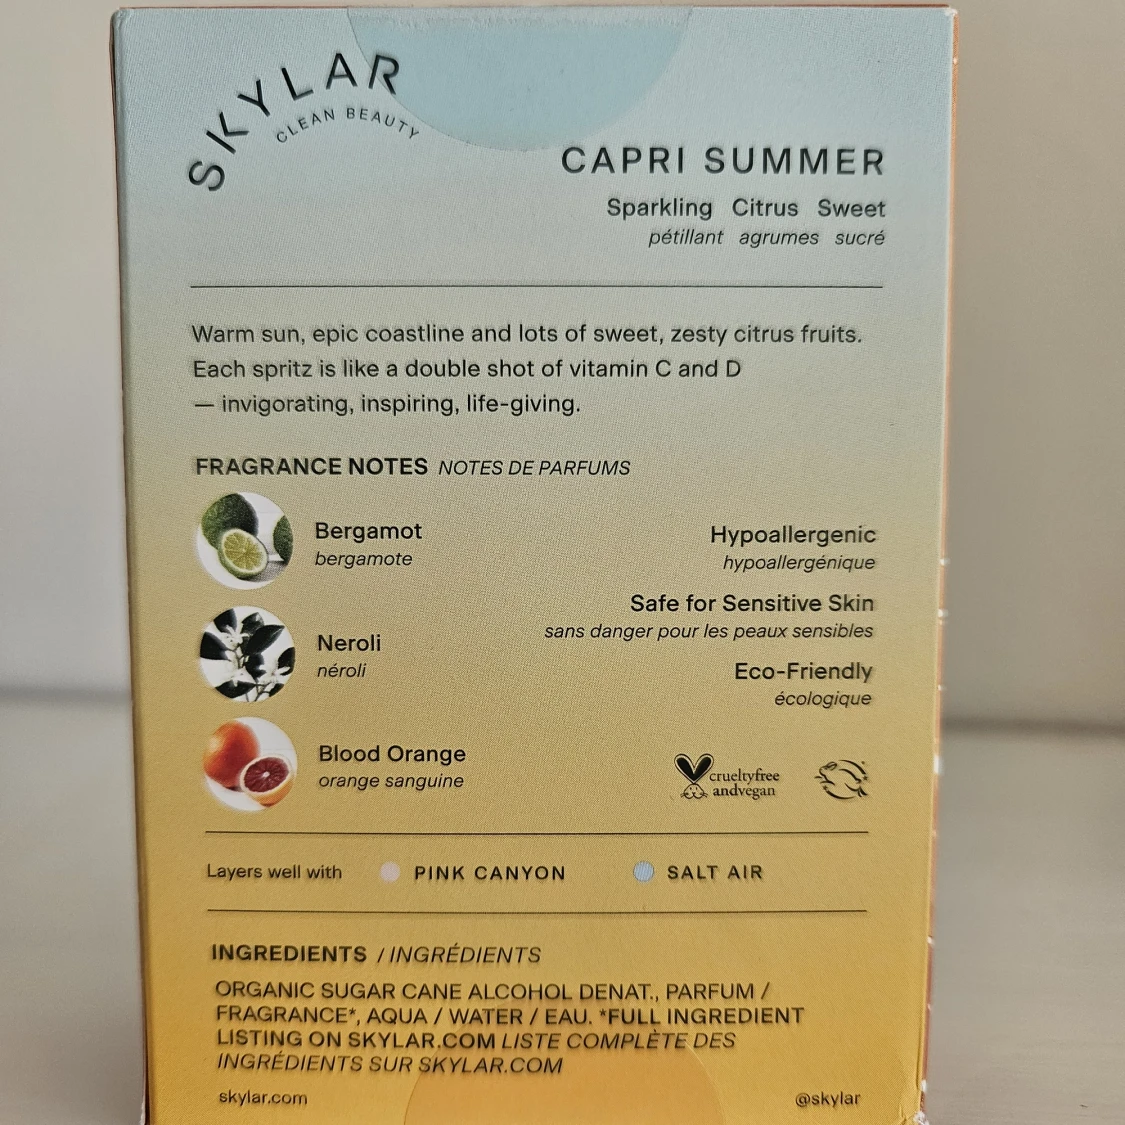 SKYLAR
CLEAN BEAUTY
CAPRI SUMMER
Sparkling Citrus Sweet
pétillant agrumes sucré
Warm sun, epic coastline and lots of sweet, zesty citrus fruits.
Each spritz is like a double shot of vitamin C and D
— invigorating, inspiring, life-giving.
FRAGRANCE NOTES NOTES DE PARFUMS
Bergamot
bergamote
Hypoallergenic
hypoallergénique
Safe for Sensitive Skin
sans danger pour les peaux sensibles
Neroli
néroli
Eco-Friendly
écologique
Blood Orange
orange sanguine
crueltyfree
andvegan
Layers well with PINK CANYON SALT AIR
INGREDIENTS / INGRÉDIENTS
ORGANIC SUGAR CANE ALCOHOL DENAT., PARFUM /
FRAGRANCE*, AQUA / WATER / EAU. *FULL INGREDIENT
LISTING ON SKYLAR.COM LISTE COMPLÈTE DES
INGRÉDIENTS SUR SKYLAR.COM
skylar.com @skylar